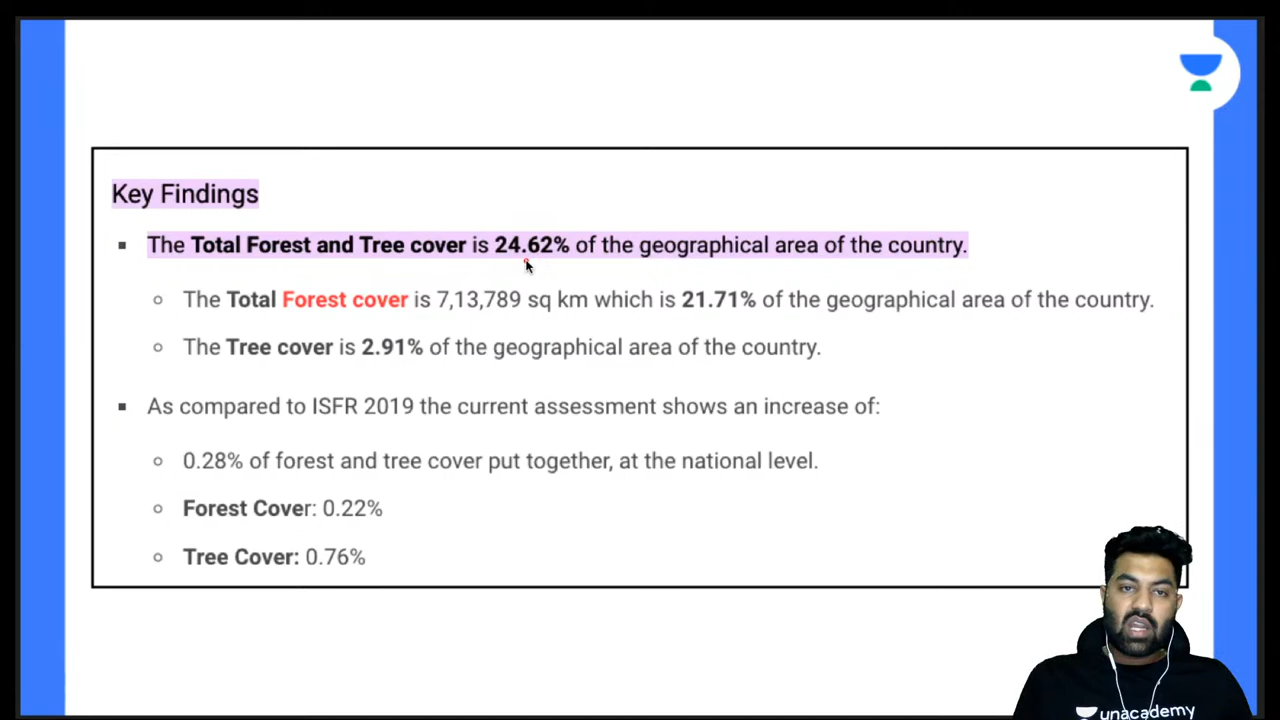 Key Findings
▪ The Total Forest and Tree cover is 24.62% of the geographical area of the country.
○ The Total Forest cover is 7,13,789 sq km which is 21.71% of the geographical area of the country.
○ The Tree cover is 2.91% of the geographical area of the country.
▪ As compared to ISFR 2019 the current assessment shows an increase of:
○ 0.28% of forest and tree cover put together, at the national level.
○ Forest Cover: 0.22%
○ Tree Cover: 0.76%
unacademy